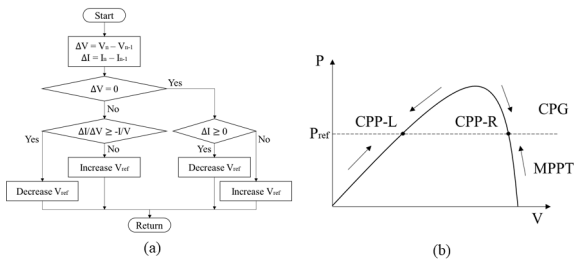 Start
ΔV = Vn – Vn-1
ΔI = In – In-1
ΔV = 0
Yes
No
Yes
ΔI/ΔV ≥ -I/V
ΔI ≥ 0
No
No
Yes
Increase Vref
Decrease Vref
Decrease Vref
Increase Vref
Return
(a)
P
CPP-L
CPP-R
CPG
Pref
MPPT
V
(b)